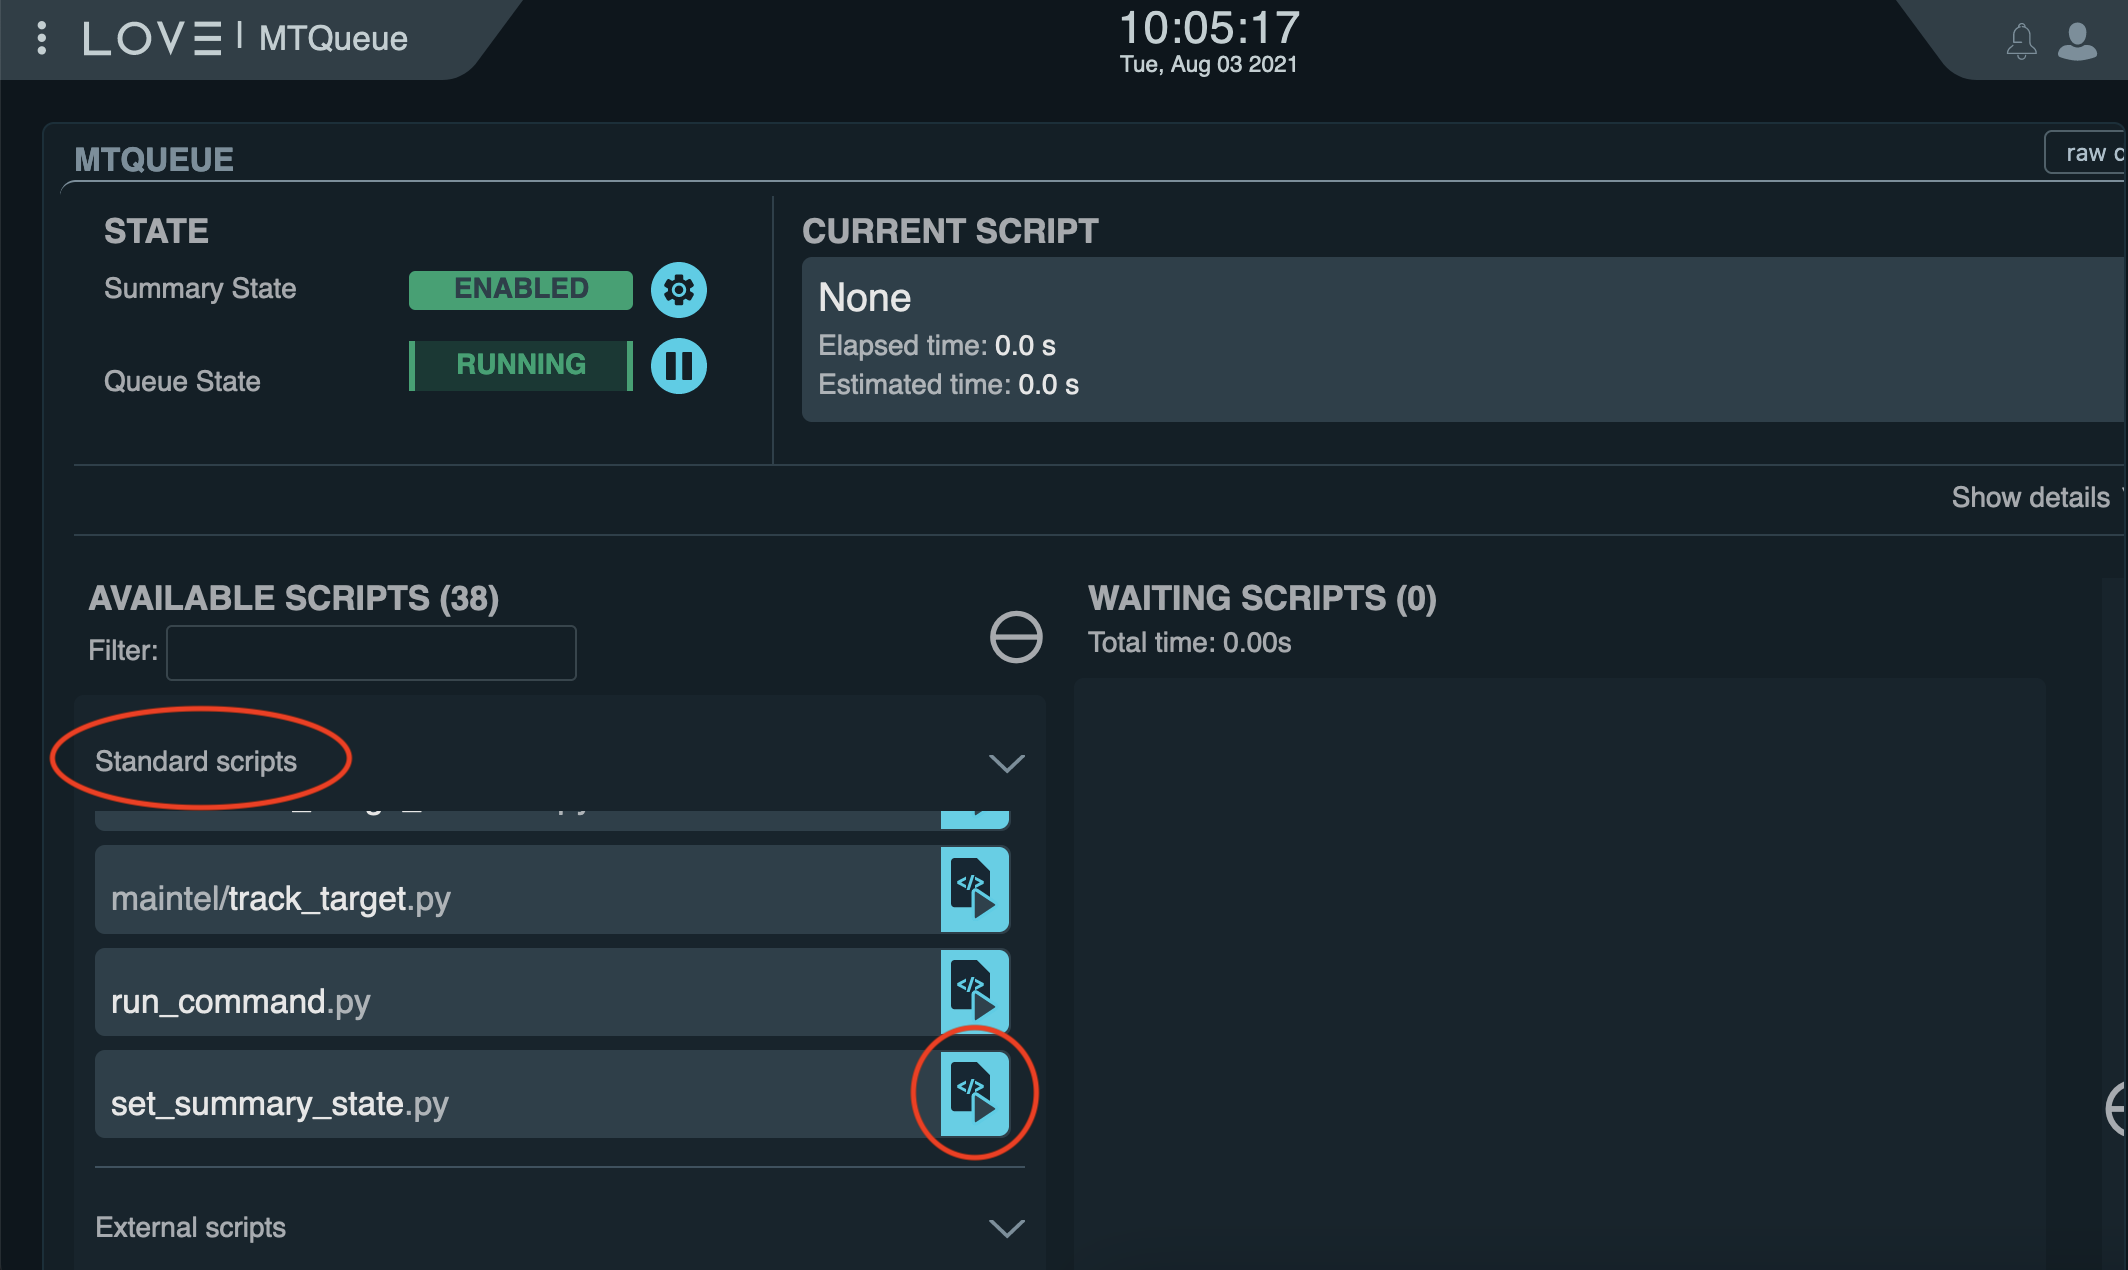 LOVE | MTQueue
10:05:17
Tue, Aug 03 2021
MTQUEUE
raw
STATE
Summary State
ENABLED
Queue State
RUNNING
CURRENT SCRIPT
None
Elapsed time: 0.0 s
Estimated time: 0.0 s
Show details
AVAILABLE SCRIPTS (38)
Filter:
WAITING SCRIPTS (0)
Total time: 0.00s
Standard scripts
maintel/track_target.py
</>
run_command.py
</>
set_summary_state.py
</>
External scripts